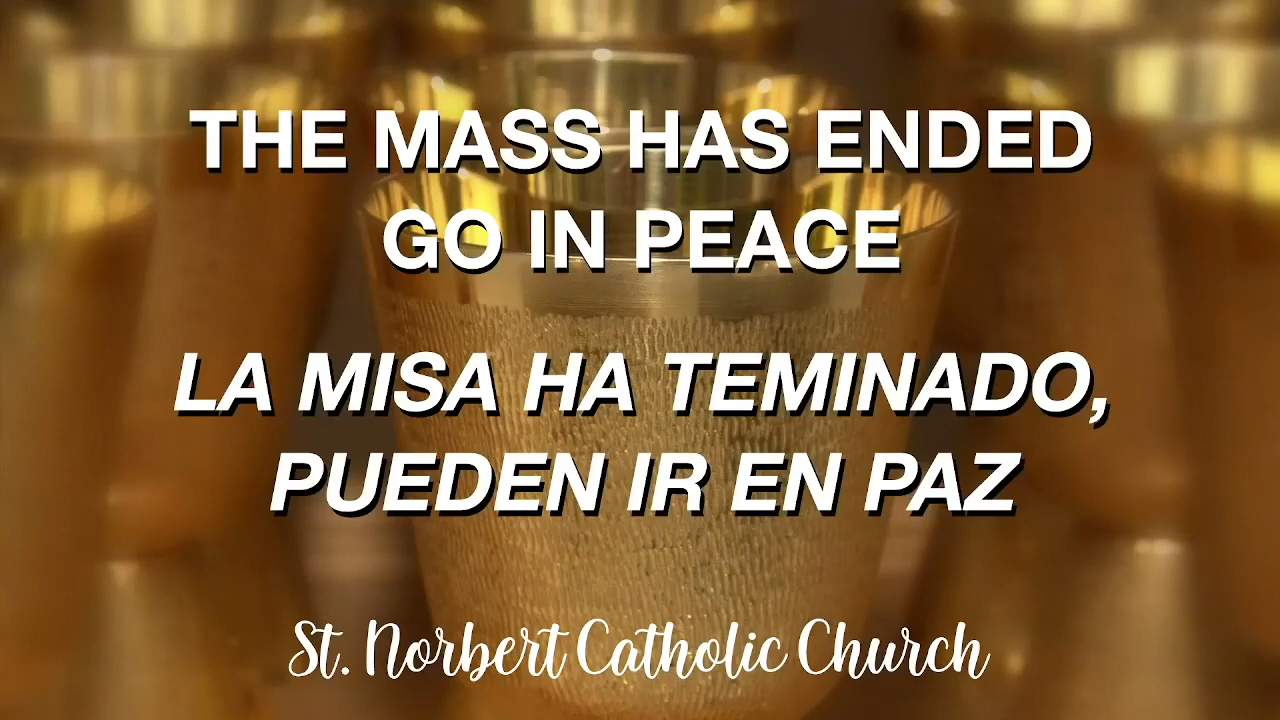 THE MASS HAS ENDED
GO IN PEACE
LA MISA HA TEMINADO,
PUEDEN IR EN PAZ
St. Norbert Catholic Church